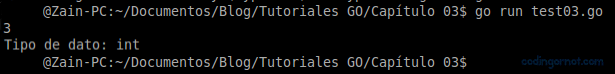 @Zain-PC:~/Documentos/Blog/Tutoriales GO/Capítulo 03$ go run test03.go
3
Tipo de dato: int
@Zain-PC:~/Documentos/Blog/Tutoriales GO/Capítulo 03$
codingornot.com